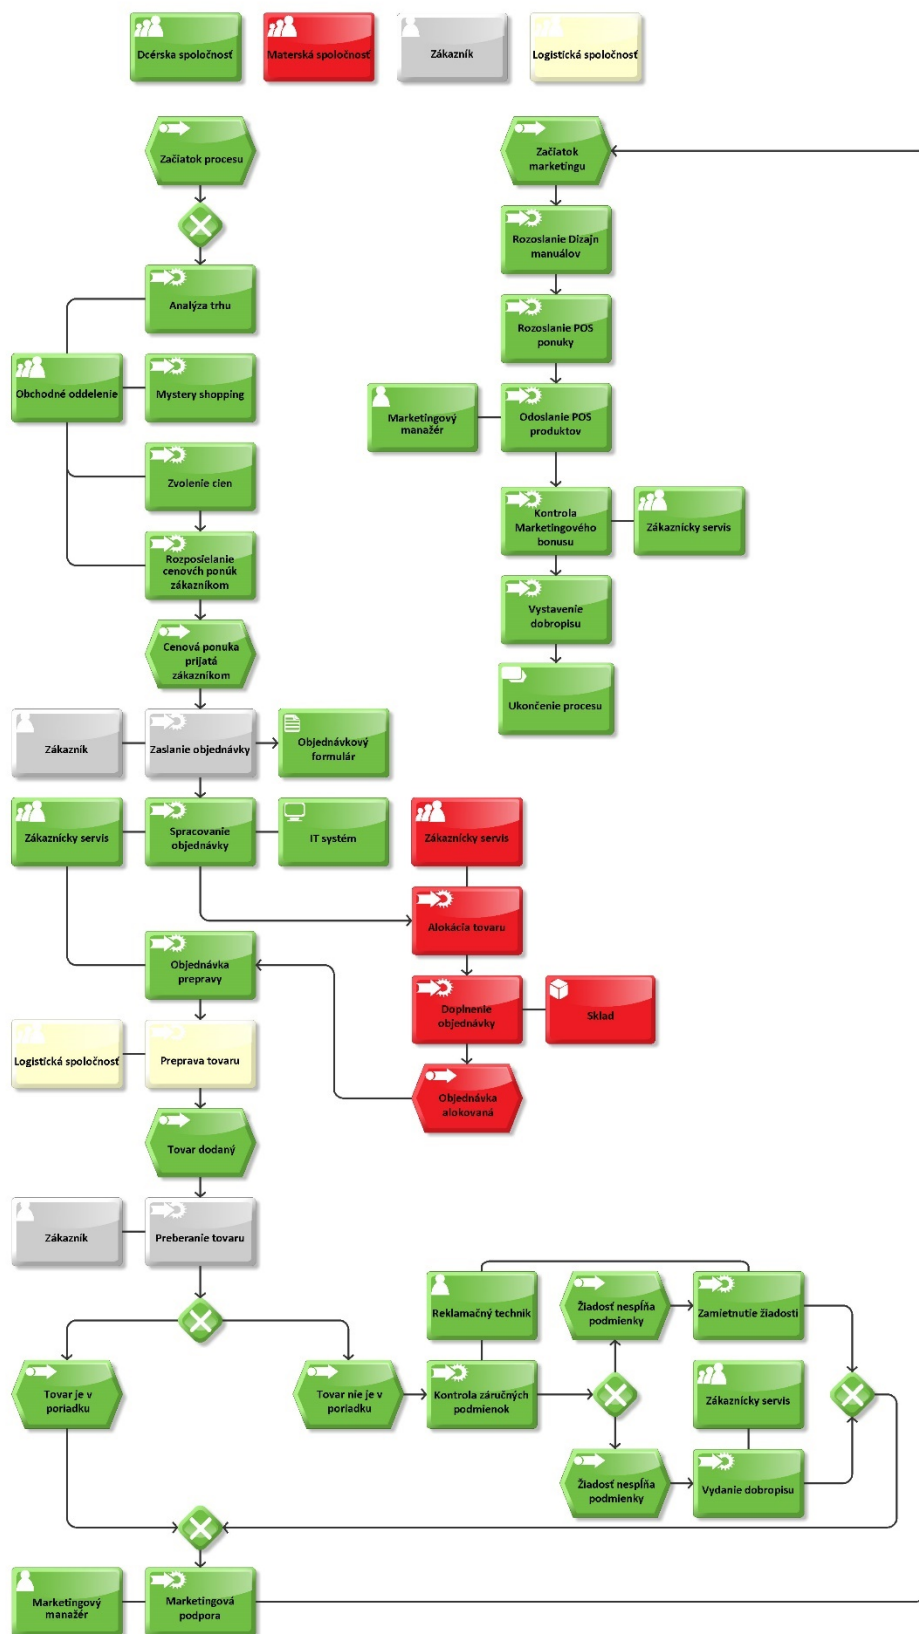 Dcérska spoločnosť
Materská spoločnosť
Zákazník
Logistická spoločnosť
Začiatok procesu
Analýza trhu
Obchodné oddelenie
Mystery shopping
Zvolenie cien
Rozposielanie
cenovćh ponúk
zákazníkom
Cenová ponuka
prijatá
zákazníkom
Zákazník
Zaslanie objednávky
Objednávkový
formulár
Zákaznícky servis
Spracovanie
objednávky
IT systém
Zákaznícky servis
Alokácia tovaru
Objednávka
prepravy
Doplnenie
objednávky
Sklad
Logistická spoločnosť
Preprava tovaru
Objednávka
alokovaná
Tovar dodaný
Zákazník
Preberanie tovaru
Tovar je v
poriadku
Tovar nie je v
poriadku
Reklamačný technik
Kontrola záručných
podmienok
Žiadosť nespĺňa
podmienky
Zamietnutie žiadosti
Zákaznícky servis
Žiadosť nespĺňa
podmienky
Vydanie dobropisu
Marketingový
manažér
Marketingová
podpora
Začiatok
marketingu
Rozoslanie Dizajn
manuálov
Rozoslanie POS
ponuky
Marketingový
manažér
Odoslanie POS
produktov
Kontrola
Marketingového
bonusu
Zákaznícky servis
Vystavenie
dobropisu
Ukončenie procesu